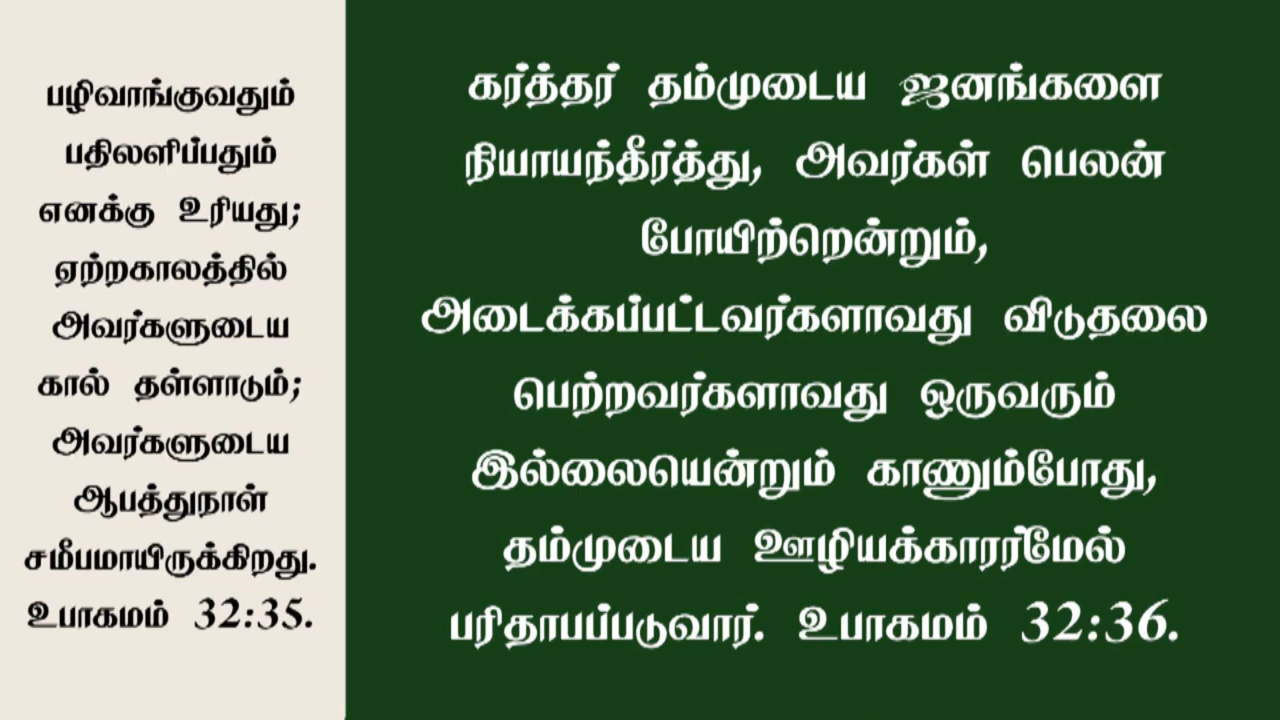 பழிவாங்குவதும்
பதிலளிப்பதும்
எனக்கு உரியது;
ஏற்றகாலத்தில்
அவர்களுடைய
கால் தள்ளாடும்;
அவர்களுடைய
ஆபத்துநாள்
சமீபமாயிருக்கிறது.
உபாகமம் 32:35.
கர்த்தர் தம்முடைய ஜனங்களை
நியாயந்தீர்த்து, அவர்கள் பெலன்
போயிற்றென்றும்,
அடைக்கப்பட்டவர்களாவது விடுதலை
பெற்றவர்களாவது ஒருவரும்
இல்லையென்றும் காணும்போது,
தம்முடைய ஊழியக்காரர்மேல்
பரிதாபப்படுவார். உபாகமம் 32:36.